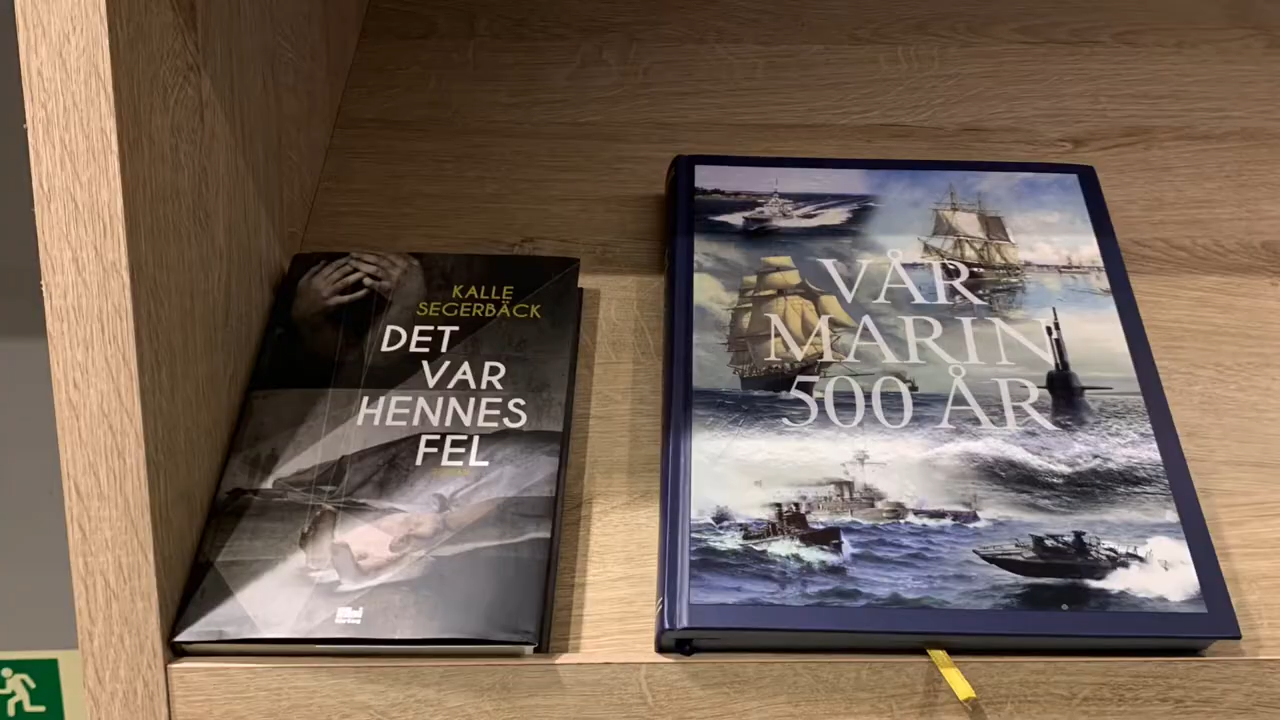 KALLE
SEGERBÄCK
DET
VAR
HENNES
FEL
VÅR
MARIN
500 ÅR